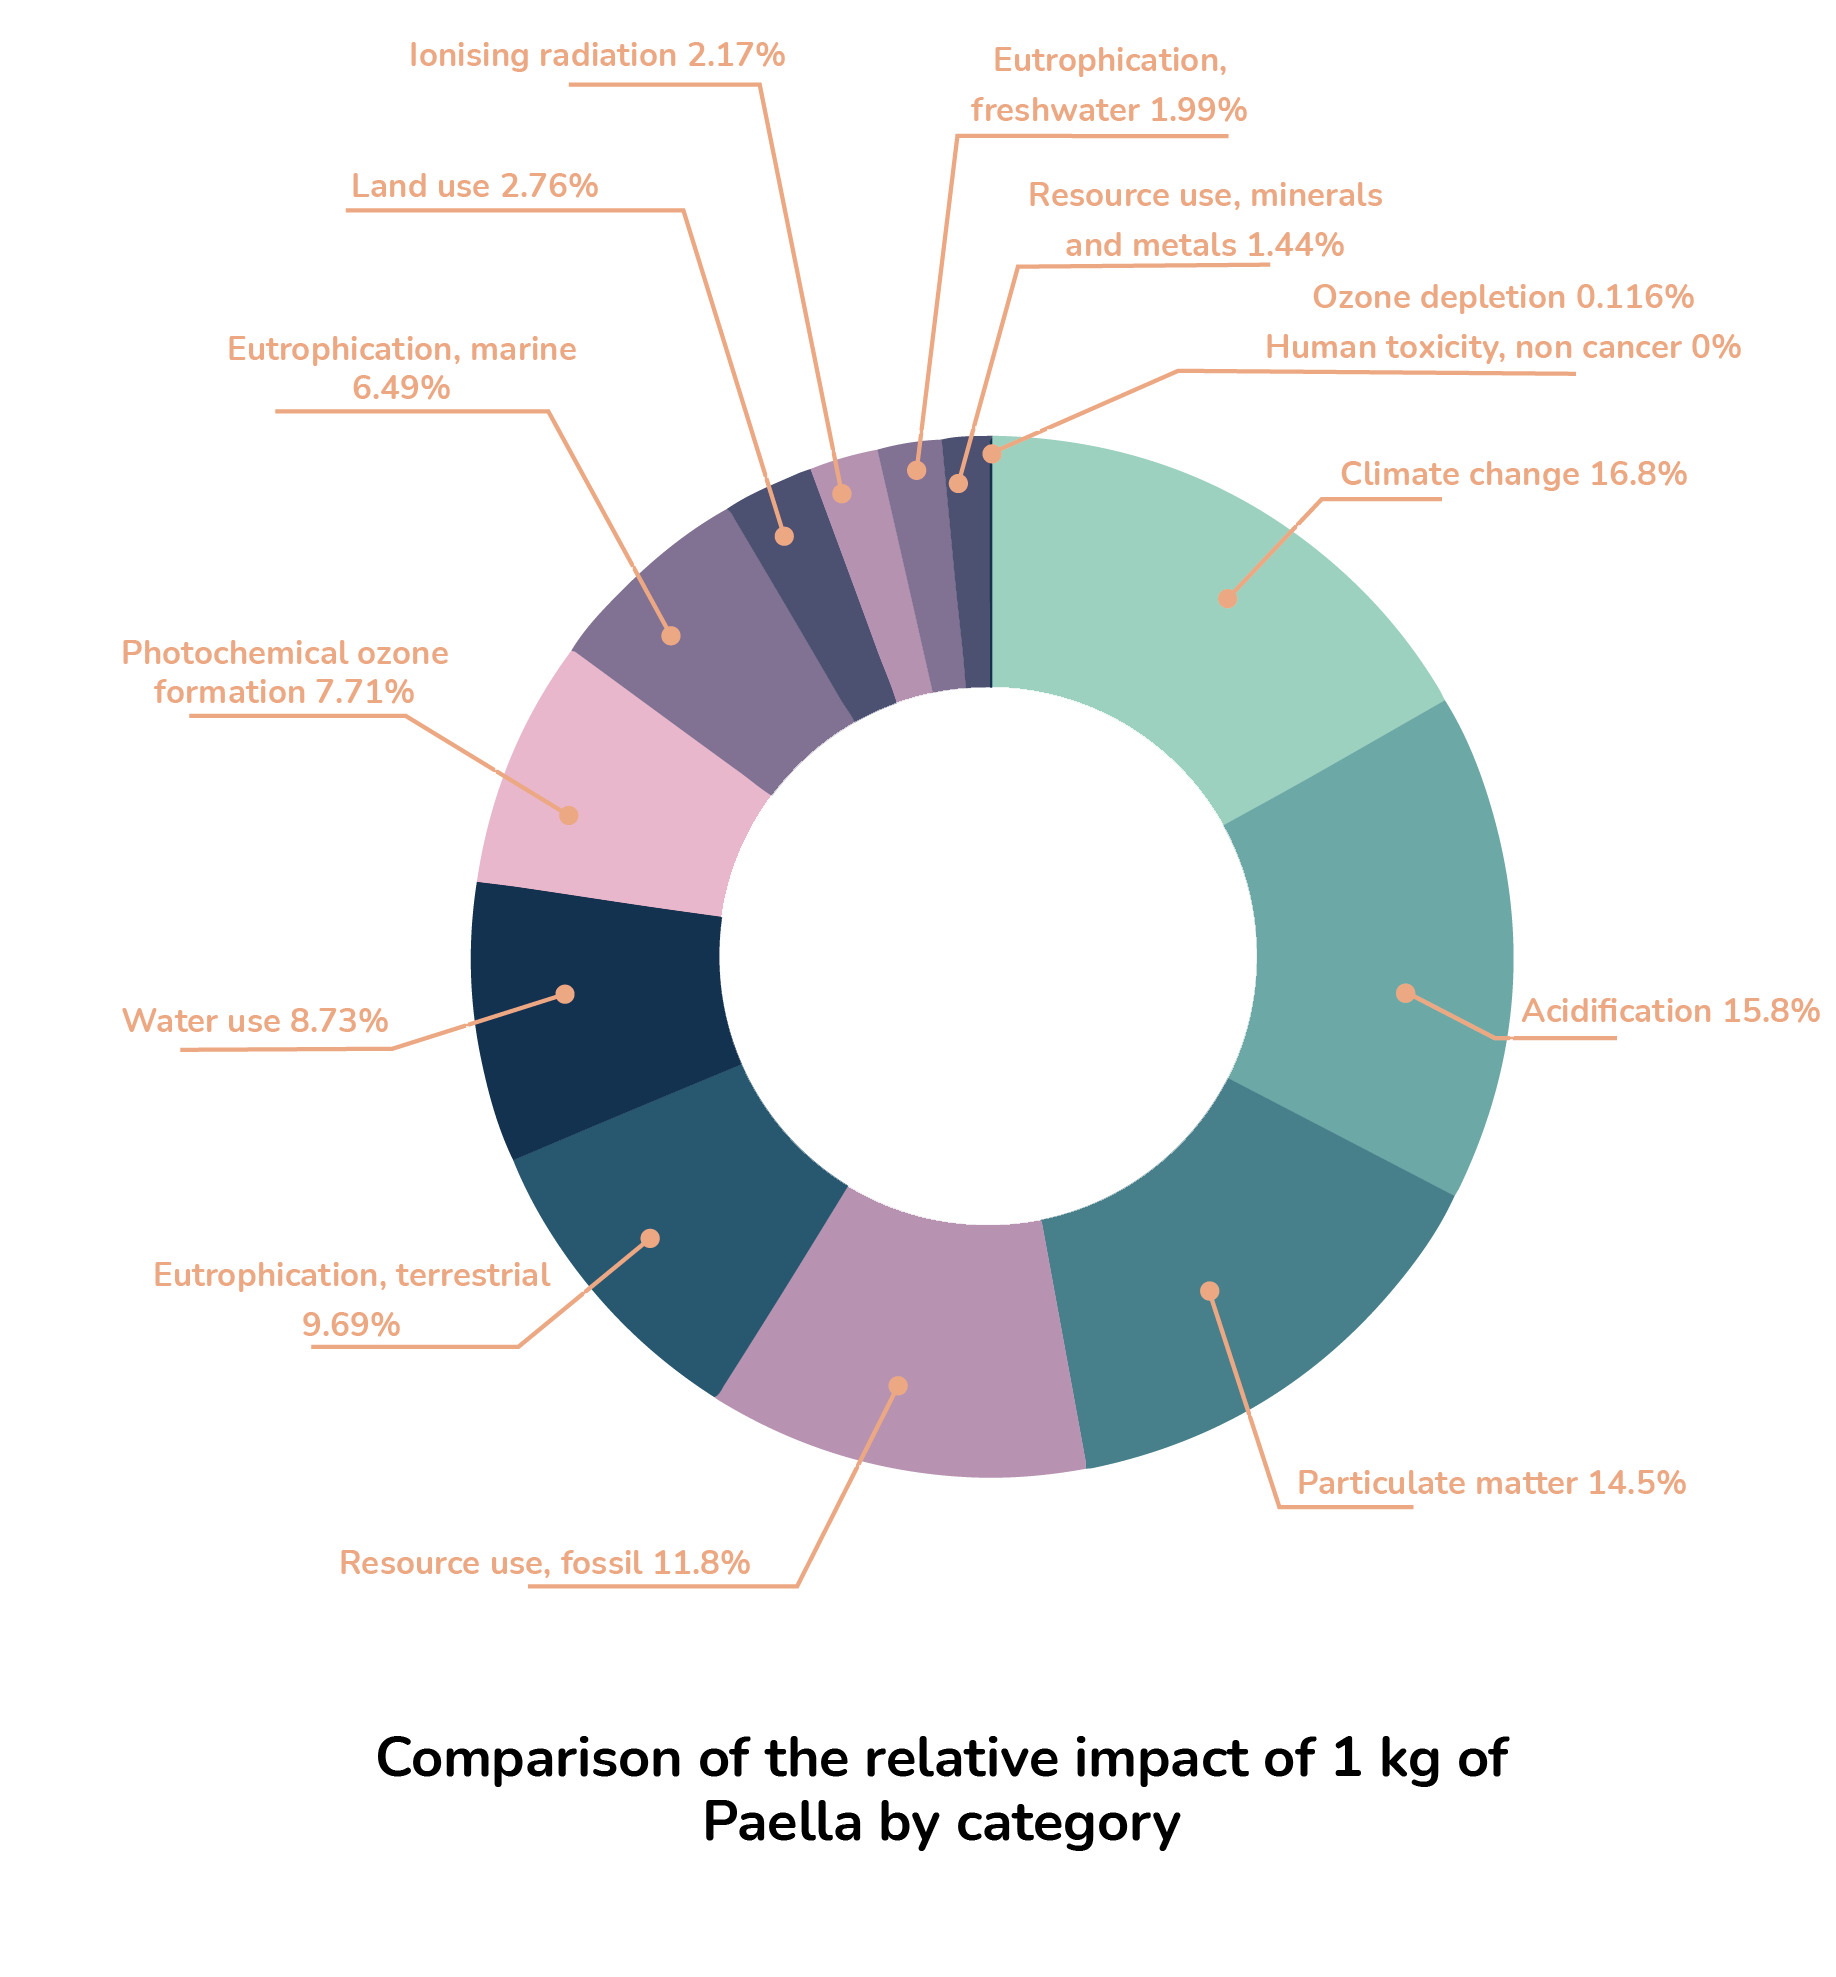 Ionising radiation 2.17%
Eutrophication,
freshwater 1.99%
Land use 2.76%
Resource use, minerals
and metals 1.44%
Ozone depletion 0.116%
Human toxicity, non cancer 0%
Eutrophication, marine
6.49%
Climate change 16.8%
Photochemical ozone
formation 7.71%
Water use 8.73%
Acidification 15.8%
Eutrophication, terrestrial
9.69%
Particulate matter 14.5%
Resource use, fossil 11.8%
Comparison of the relative impact of 1 kg of
Paella by category